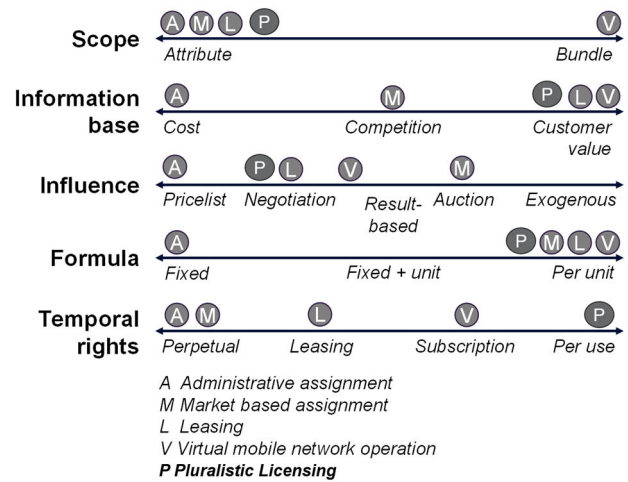 A M L P V
Scope
Attribute Bundle
A M P L V
Information
base
Cost Competition Customer
value
A P L V M
Influence
Pricelist Negotiation Result-
based Auction Exogenous
A P M L V
Formula
Fixed Fixed + unit Per unit
A M L V P
Temporal
rights
Perpetual Leasing Subscription Per use
A Administrative assignment
M Market based assignment
L Leasing
V Virtual mobile network operation
P Pluralistic Licensing